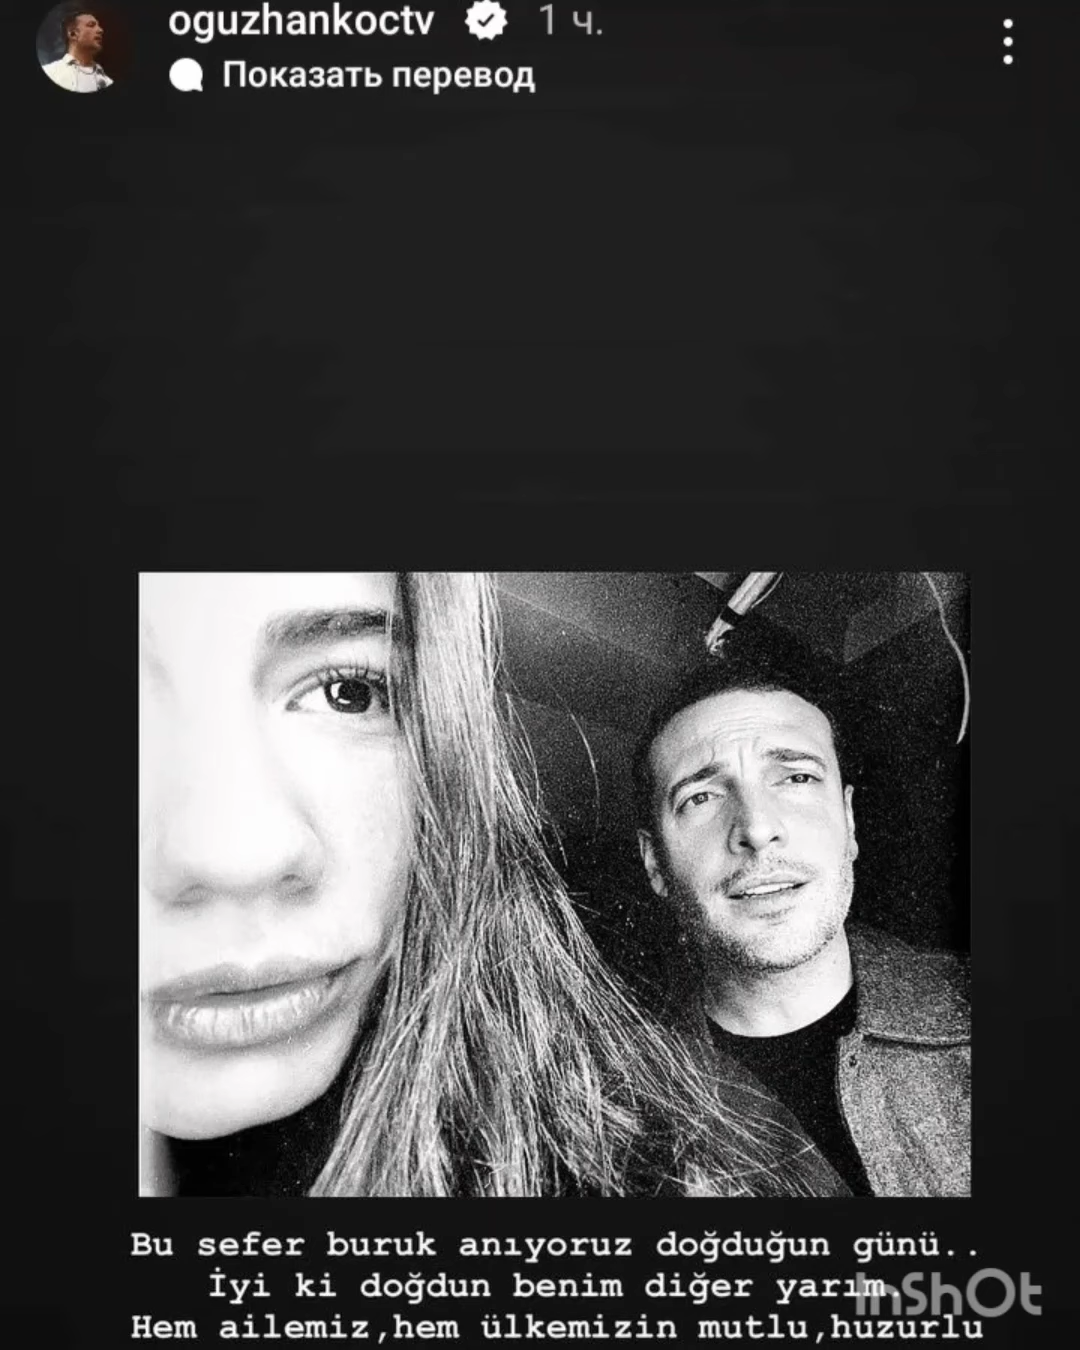 oguzhankoctv 1 ч.
Показать перевод
Bu sefer buruk anıyoruz doğduğun günü..
İyi ki doğdun benim diğer yarım.
InShOt
Hem ailemiz,hem ülkemizin mutlu,huzurlu